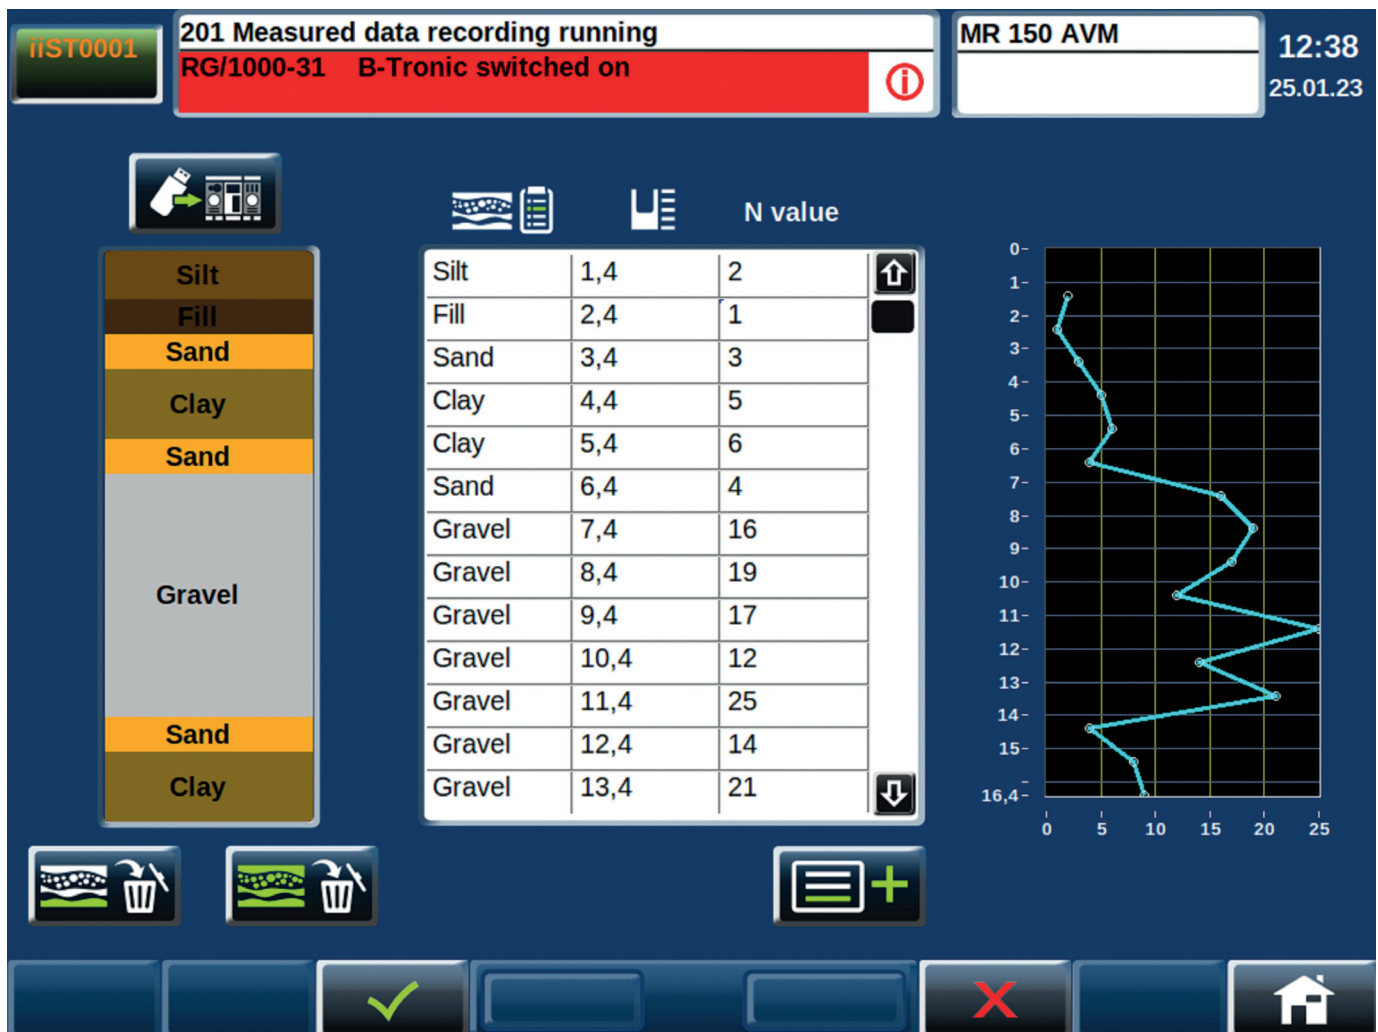 iiST0001
201 Measured data recording running
RG/1000-31 B-Tronic switched on
MR 150 AVM
12:38
25.01.23
N value
Silt
Fill
Sand
Clay
Sand
Gravel
Sand
Clay
Silt 1,4 2
Fill 2,4 1
Sand 3,4 3
Clay 4,4 5
Clay 5,4 6
Sand 6,4 4
Gravel 7,4 16
Gravel 8,4 19
Gravel 9,4 17
Gravel 10,4 12
Gravel 11,4 25
Gravel 12,4 14
Gravel 13,4 21
0
1
2
3
4
5
6
7
8
9
10
11
12
13
14
15
16,4
0 5 10 15 20 25